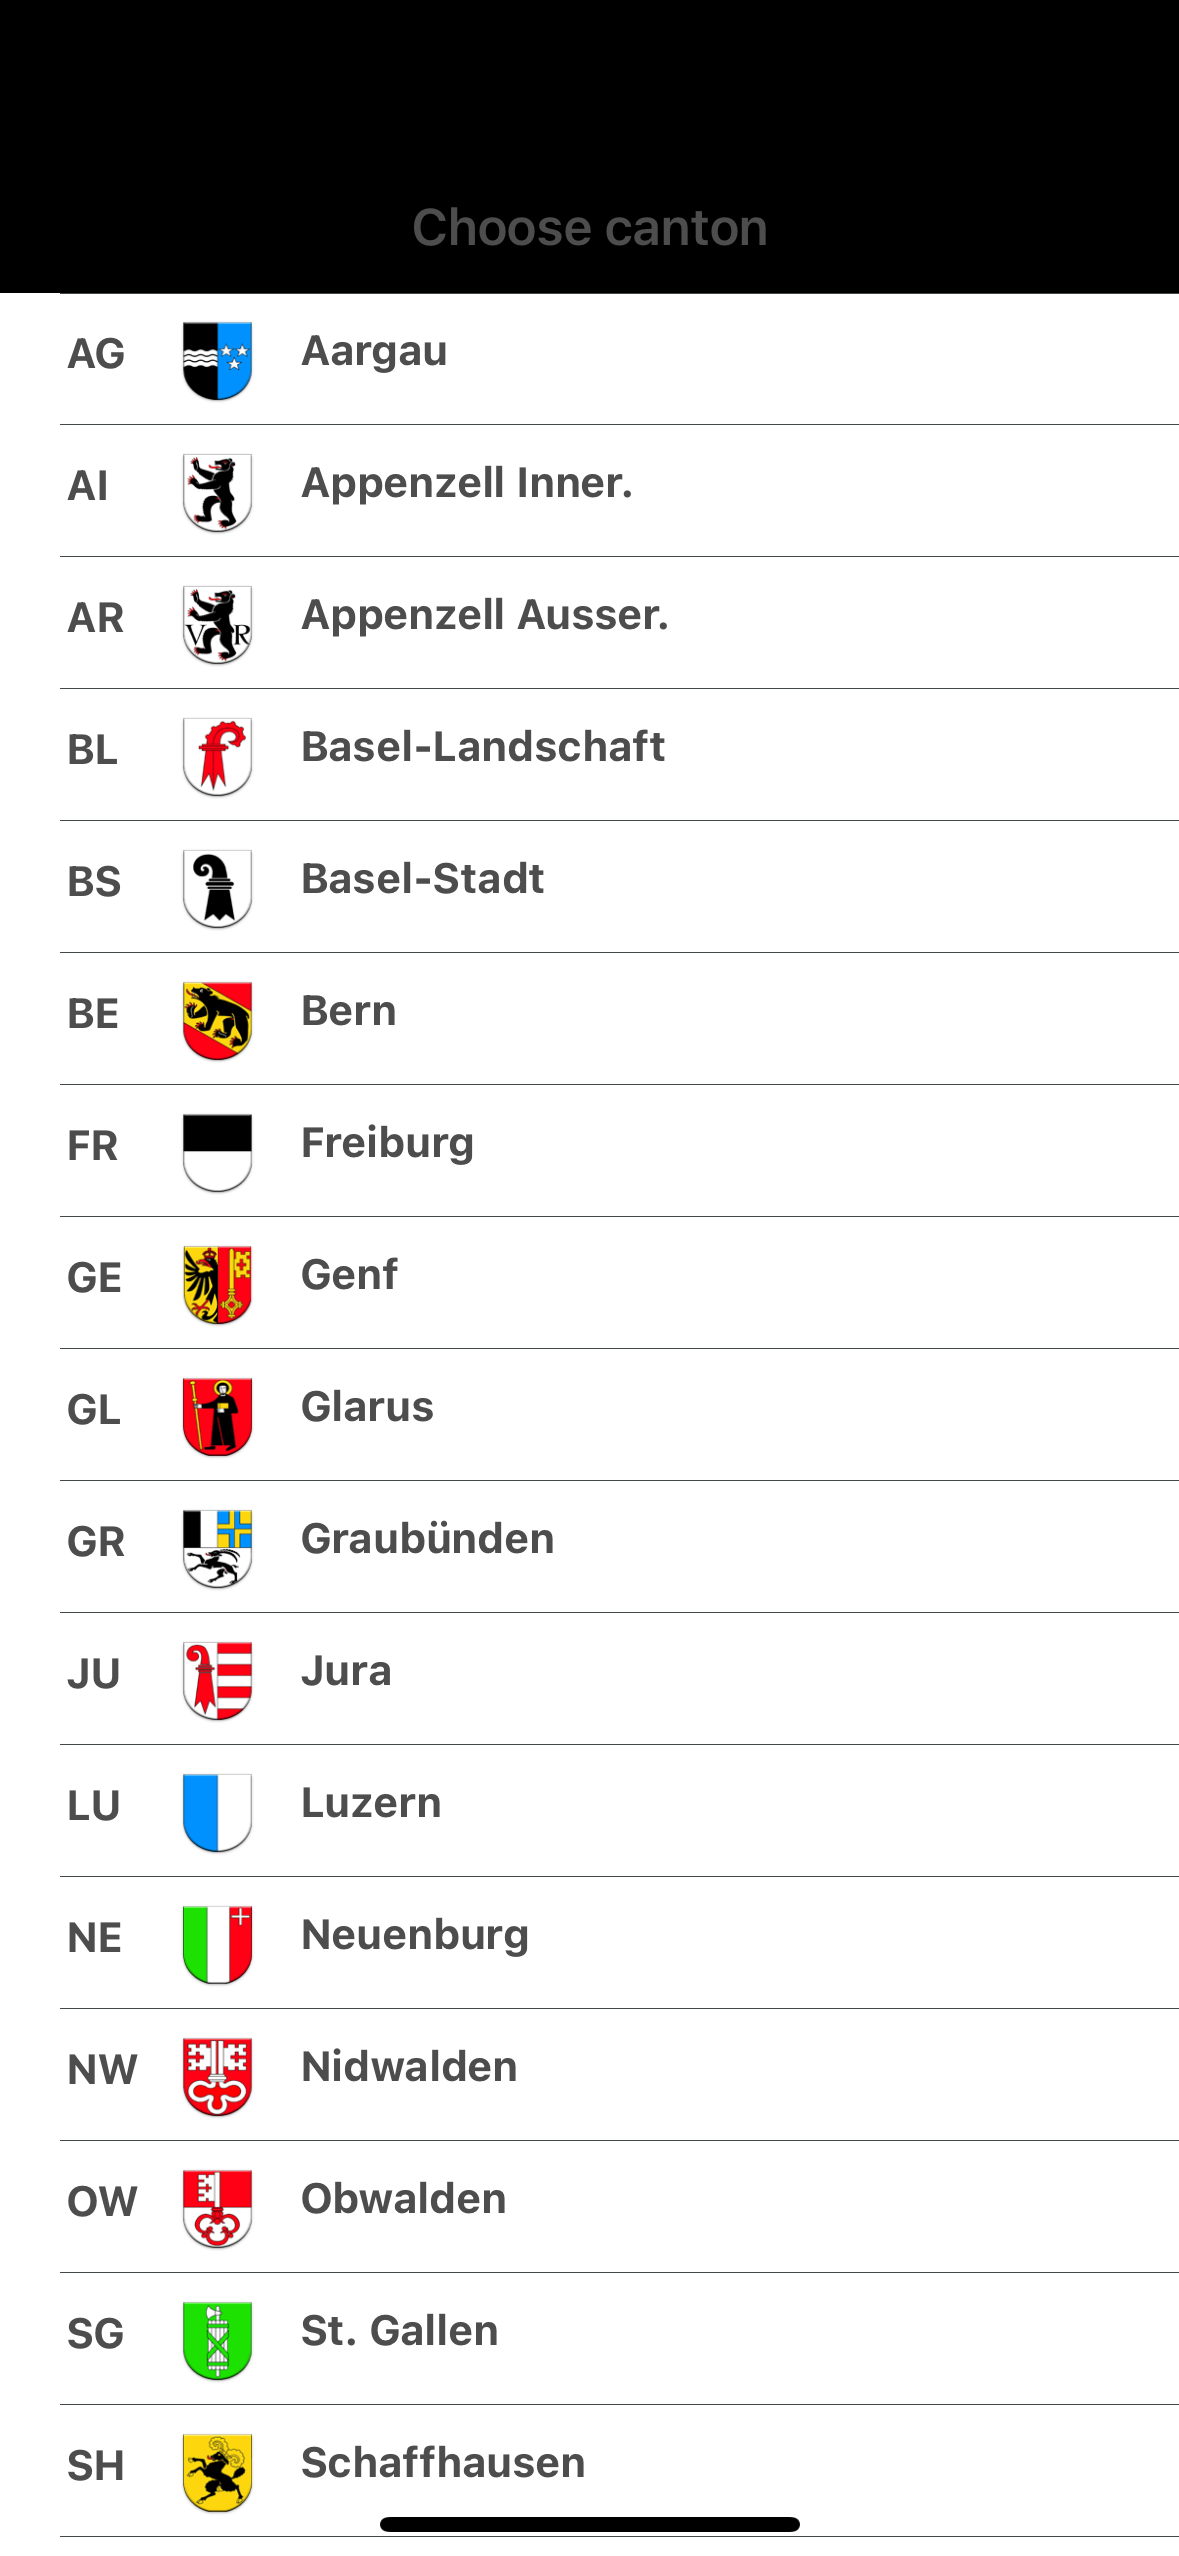 Choose canton
AG Aargau
AI Appenzell Inner.
AR Appenzell Ausser.
V R
BL Basel-Landschaft
BS Basel-Stadt
BE Bern
FR Freiburg
GE Genf
GL Glarus
GR Graubünden
JU Jura
LU Luzern
NE Neuenburg
NW Nidwalden
OW Obwalden
SG St. Gallen
SH Schaffhausen